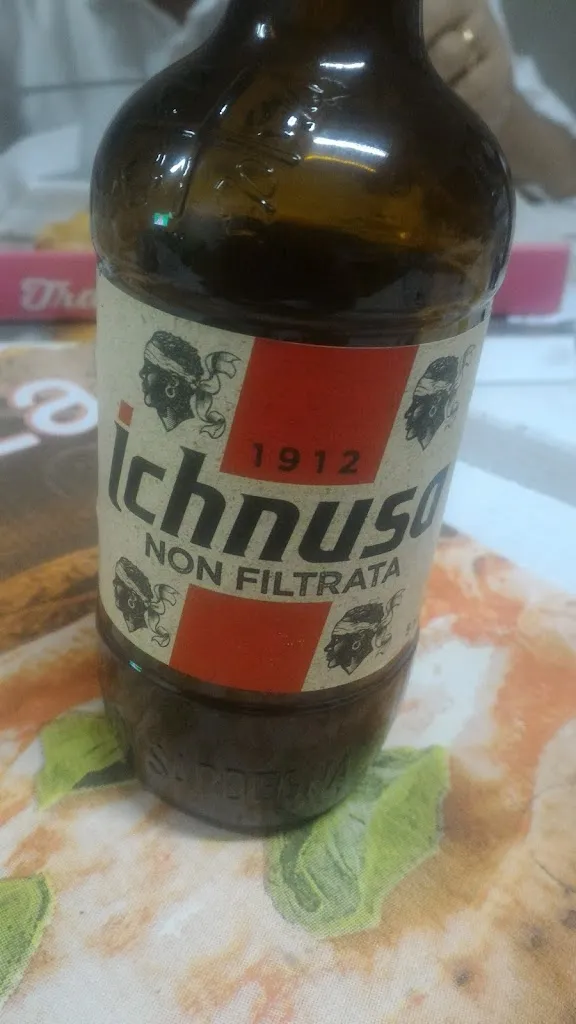 1912
ichnusa
NON FILTRATA